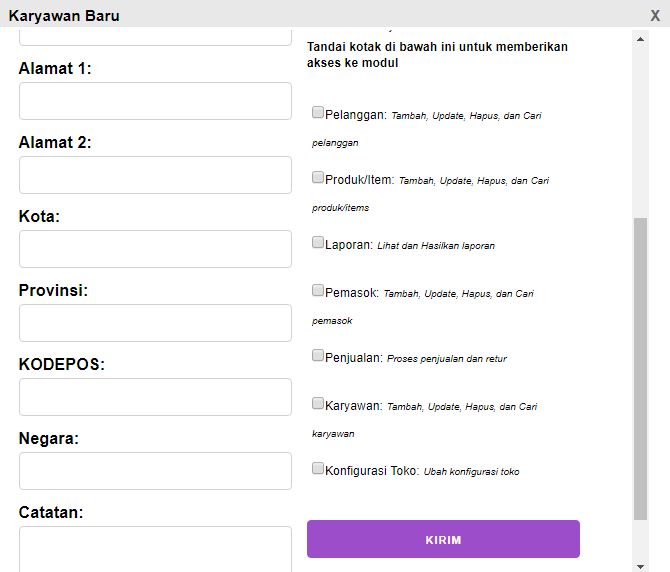 Karyawan Baru
X
Alamat 1:
Alamat 2:
Kota:
Provinsi:
KODEPOS:
Negara:
Catatan:
Tandai kotak di bawah ini untuk memberikan
akses ke modul
Pelanggan: Tambah, Update, Hapus, dan Cari
pelanggan
Produk/Item: Tambah, Update, Hapus, dan Cari
produk/items
Laporan: Lihat dan Hasilkan laporan
Pemasok: Tambah, Update, Hapus, dan Cari
pemasok
Penjualan: Proses penjualan dan retur
Karyawan: Tambah, Update, Hapus, dan Cari
karyawan
Konfigurasi Toko: Ubah konfigurasi toko
KIRIM